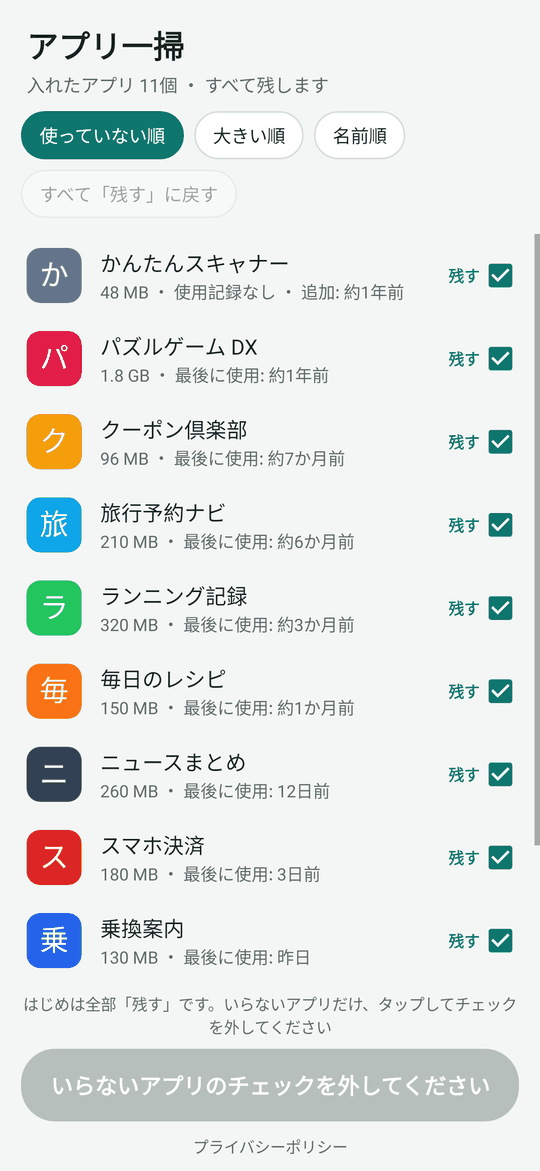 アプリ一掃
入れたアプリ 11個 ・ すべて残します
使っていない順
大きい順
名前順
すべて「残す」に戻す
か
かんたんスキャナー
48 MB ・ 使用記録なし ・ 追加: 約1年前
残す
パ
パズルゲーム DX
1.8 GB ・ 最後に使用: 約1年前
残す
ク
クーポン倶楽部
96 MB ・ 最後に使用: 約7か月前
残す
旅
旅行予約ナビ
210 MB ・ 最後に使用: 約6か月前
残す
ラ
ランニング記録
320 MB ・ 最後に使用: 約3か月前
残す
毎
毎日のレシピ
150 MB ・ 最後に使用: 約1か月前
残す
ニ
ニュースまとめ
260 MB ・ 最後に使用: 12日前
残す
ス
スマホ決済
180 MB ・ 最後に使用: 3日前
残す
乗
乗換案内
130 MB ・ 最後に使用: 昨日
残す
はじめは全部「残す」です。いらないアプリだけ、タップしてチェック
を外してください
いらないアプリのチェックを外してください
プライバシーポリシー